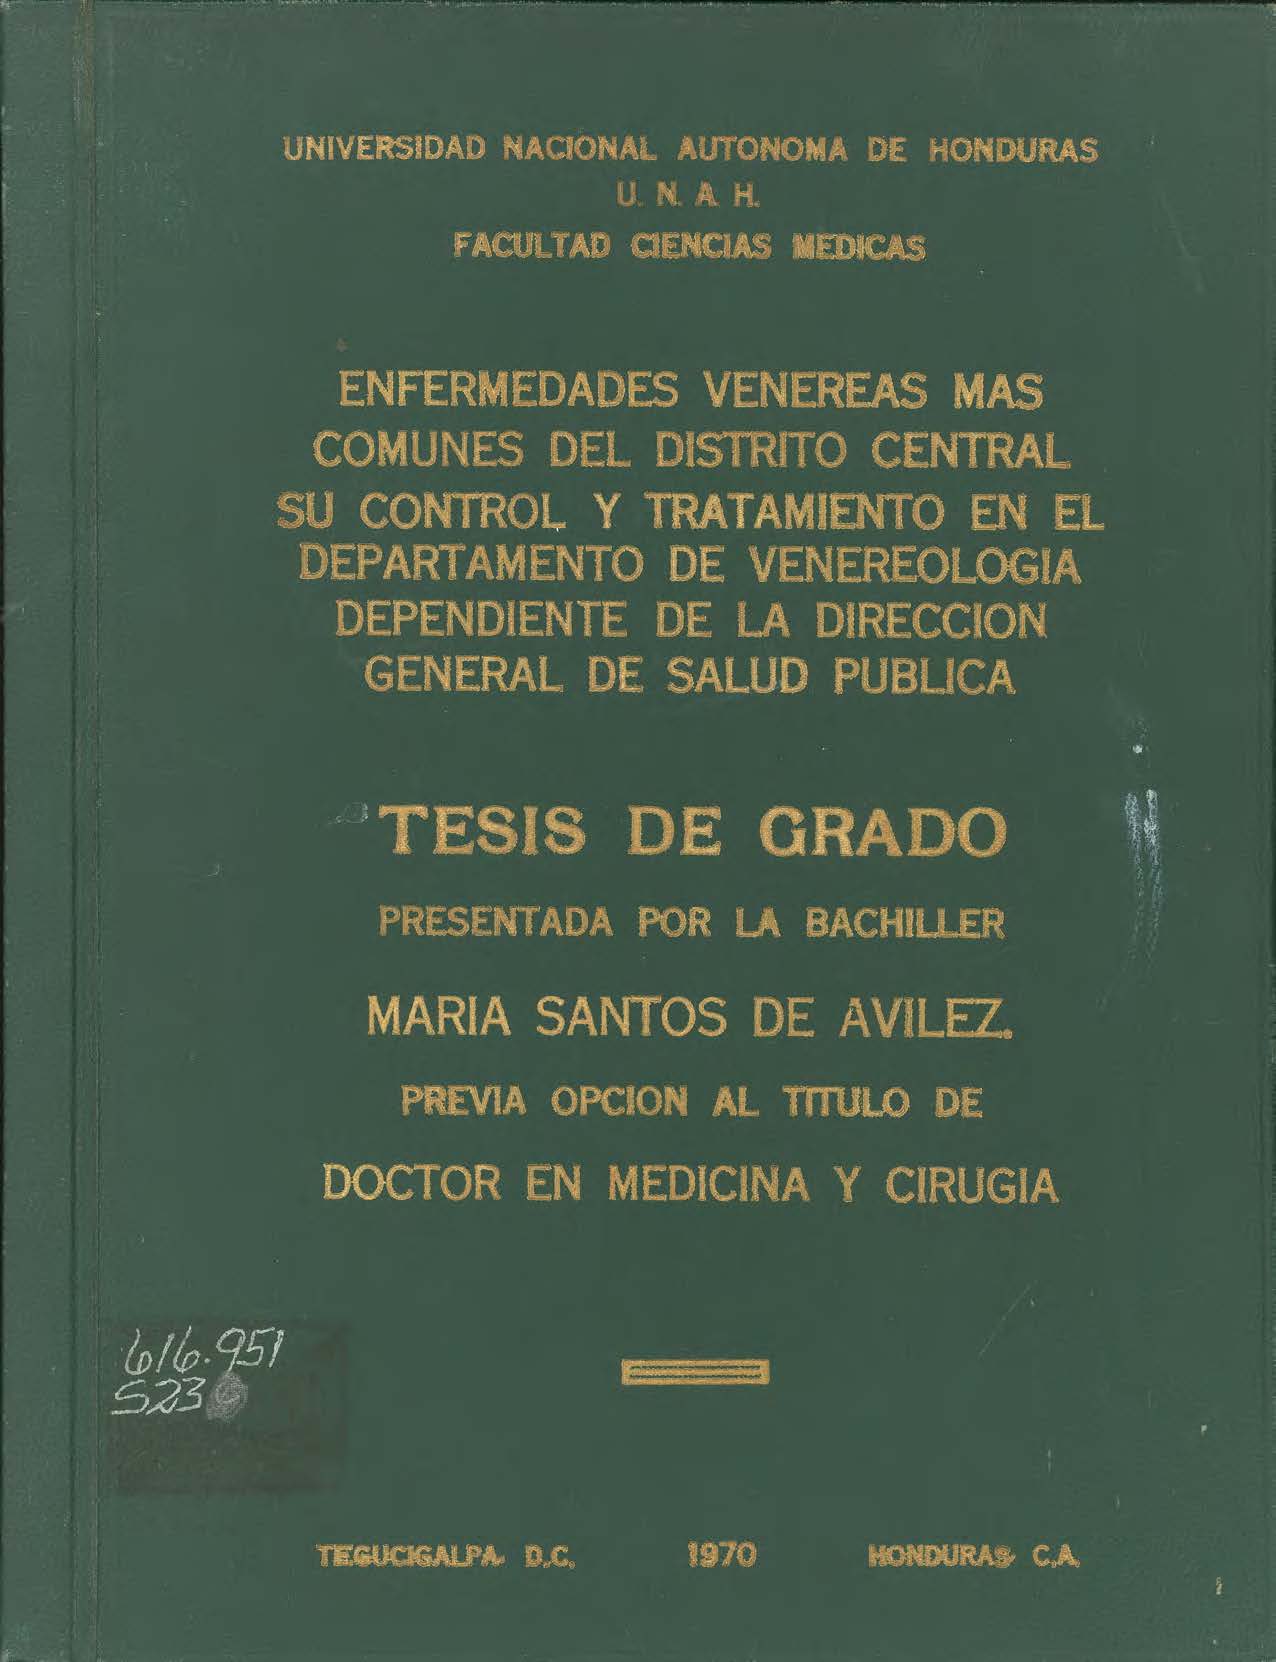 UNIVERSIDAD NACIONAL AUTONOMA DE HONDURAS
U. N. A. H.
FACULTAD CIENCIAS MEDICAS
ENFERMEDADES VENEREAS MAS
COMUNES DEL DISTRITO CENTRAL
SU CONTROL Y TRATAMIENTO EN EL
DEPARTAMENTO DE VENEREOLOGIA
DEPENDIENTE DE LA DIRECCION
GENERAL DE SALUD PUBLICA
TESIS DE GRADO
PRESENTADA POR LA BACHILLER
MARIA SANTOS DE AVILEZ.
PREVIA OPCION AL TITULO DE
DOCTOR EN MEDICINA Y CIRUGIA
616.951
S23
TEGUCIGALPA, D.C. 1970 HONDURAS, C.A.